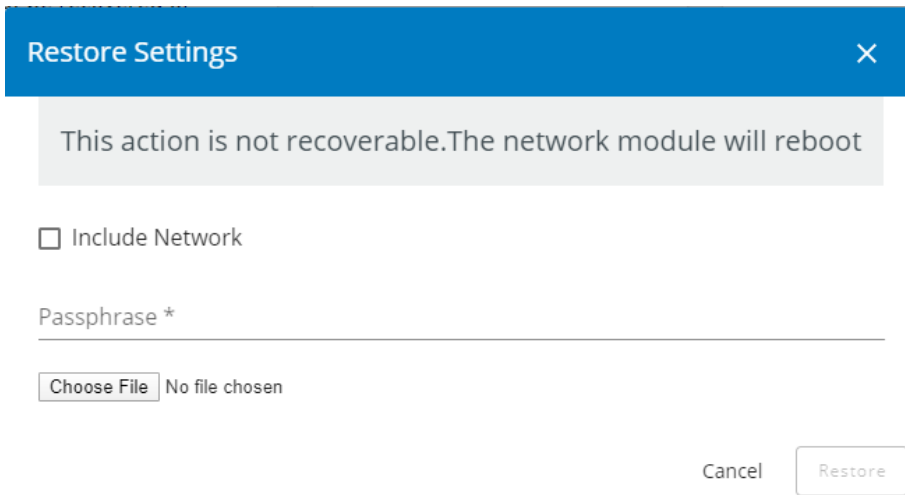 Restore Settings
This action is not recoverable.The network module will reboot
Include Network
Passphrase *
Choose File No file chosen
Cancel Restore